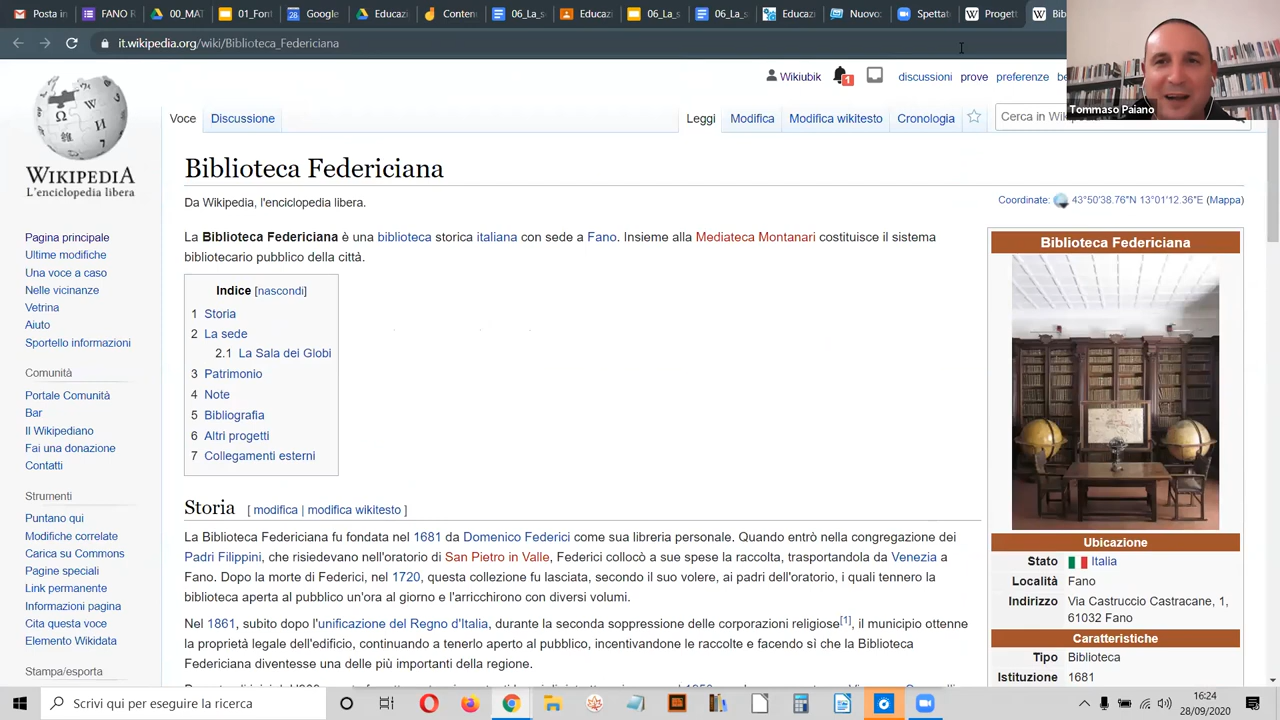 Posta in
FANO R
00_MAT
01_Font
Google
Educazi
Conten
06_La_s
Educaz
06_La_s
06_La_s
Educaz
Nuovo:
Spettat
Progett
Bib
it.wikipedia.org/wiki/Biblioteca_Federiciana
Tommaso Paiano
Wikiubik 1 discussioni prove preferenze be
Voce Discussione Leggi Modifica Modifica wikitesto Cronologia
WIKIPEDIA
L'enciclopedia libera
Biblioteca Federiciana
Da Wikipedia, l'enciclopedia libera.
Coordinate: 43°50′38.76″N 13°01′12.36″E (Mappa)
Pagina principale
Ultime modifiche
Una voce a caso
Nelle vicinanze
Vetrina
Aiuto
Sportello informazioni
Comunità
Portale Comunità
Bar
Il Wikipediano
Fai una donazione
Contatti
Strumenti
Puntano qui
Modifiche correlate
Carica su Commons
Pagine speciali
Link permanente
Informazioni pagina
Cita questa voce
Elemento Wikidata
Stampa/esporta
La Biblioteca Federiciana è una biblioteca storica italiana con sede a Fano. Insieme alla Mediateca Montanari costituisce il sistema
bibliotecario pubblico della città.
Indice [nascondi]
1 Storia
2 La sede
2.1 La Sala dei Globi
3 Patrimonio
4 Note
5 Bibliografia
6 Altri progetti
7 Collegamenti esterni
Storia [ modifica | modifica wikitesto ]
La Biblioteca Federiciana fu fondata nel 1681 da Domenico Federici come sua libreria personale. Quando entrò nella congregazione dei
Padri Filippini, che risiedevano nell'oratorio di San Pietro in Valle, Federici collocò a sue spese la raccolta, trasportandola da Venezia a
Fano. Dopo la morte di Federici, nel 1720, questa collezione fu lasciata, secondo il suo volere, ai padri dell'oratorio, i quali tennero la
biblioteca aperta al pubblico un'ora al giorno e l'arricchirono con diversi volumi.
Nel 1861, subito dopo l'unificazione del Regno d'Italia, durante la seconda soppressione delle corporazioni religiose[1], il municipio ottenne
la proprietà legale dell'edificio, continuando a tenerlo aperto al pubblico, incentivandone le raccolte e facendo sì che la Biblioteca
Federiciana diventesse una delle più importanti della regione.
Biblioteca Federiciana
Ubicazione
Stato Italia
Località Fano
Indirizzo Via Castruccio Castracane, 1,
61032 Fano
Caratteristiche
Tipo Biblioteca
Istituzione 1681
Scrivi qui per eseguire la ricerca
16:24
28/09/2020